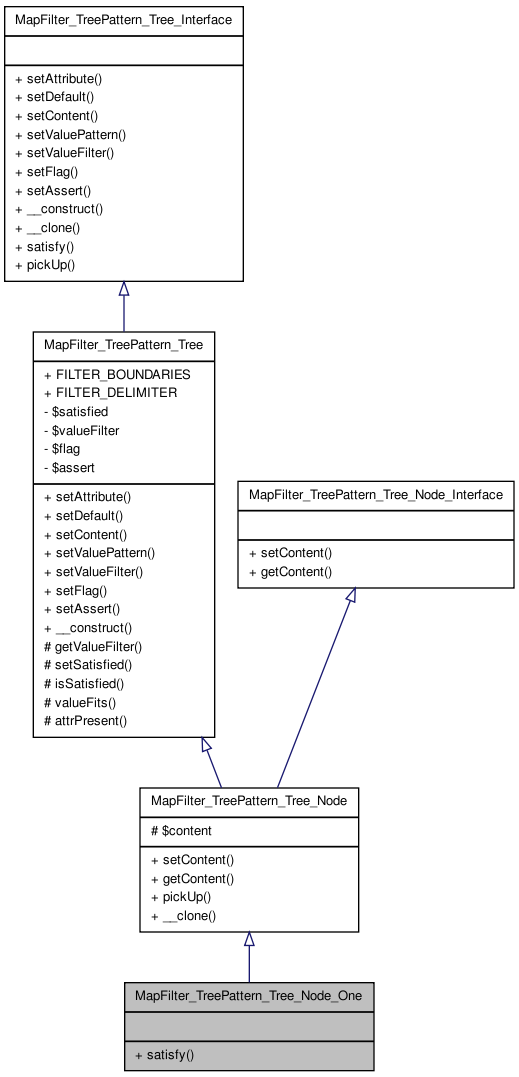 MapFilter_TreePattern_Tree_Interface
+ setAttribute()
+ setDefault()
+ setContent()
+ setValuePattern()
+ setValueFilter()
+ setFlag()
+ setAssert()
+ __construct()
+ __clone()
+ satisfy()
+ pickUp()
MapFilter_TreePattern_Tree
+ FILTER_BOUNDARIES
+ FILTER_DELIMITER
- $satisfied
- $valueFilter
- $flag
- $assert
+ setAttribute()
+ setDefault()
+ setContent()
+ setValuePattern()
+ setValueFilter()
+ setFlag()
+ setAssert()
+ __construct()
# getValueFilter()
# setSatisfied()
# isSatisfied()
# valueFits()
# attrPresent()
MapFilter_TreePattern_Tree_Node_Interface
+ setContent()
+ getContent()
MapFilter_TreePattern_Tree_Node
# $content
+ setContent()
+ getContent()
+ pickUp()
+ __clone()
MapFilter_TreePattern_Tree_Node_One
+ satisfy()